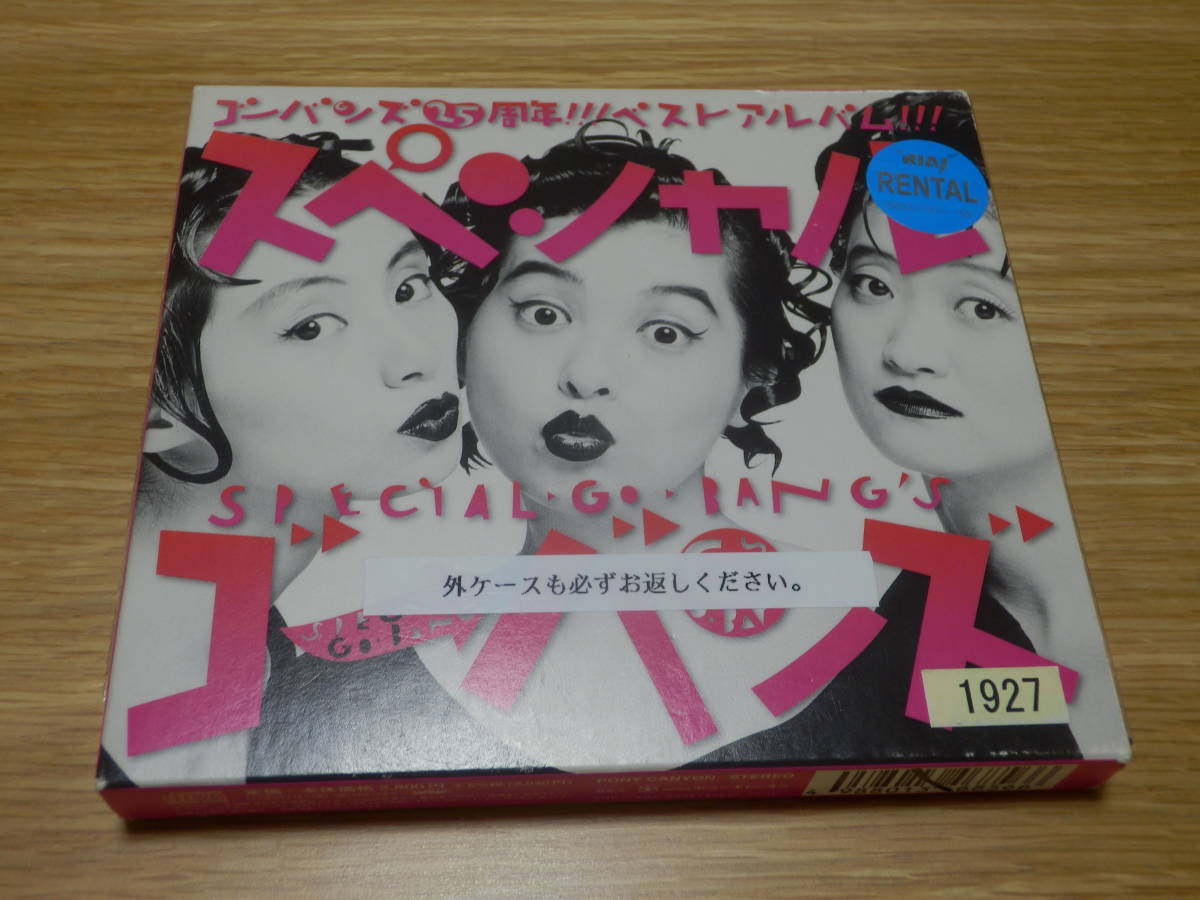 ゴーバンズ25周年!!!ベストアルバム!!!
スペシャル
RIAJ
RENTAL
SPECIAL·GO·BANG'S
ゴーバンズ
外ケースも必ずお返しください。
1927
PONY CANYON STEREO